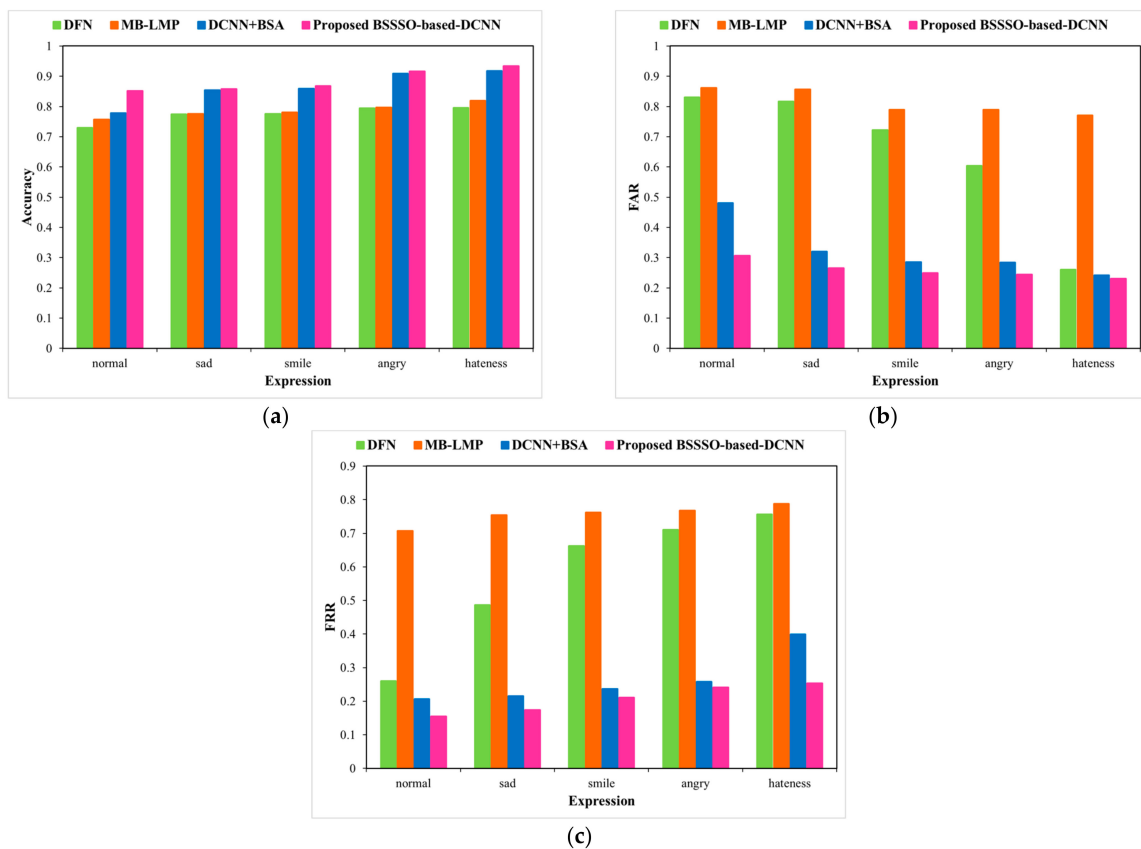 DFN MB-LMP DCNN+BSA Proposed BSSSO-based-DCNN
1
0.9
0.8
0.7
0.6
0.5
0.4
0.3
0.2
0.1
0
Accuracy
normal sad smile angry hateness
Expression
(a)
DFN MB-LMP DCNN+BSA Proposed BSSSO-based-DCNN
1
0.9
0.8
0.7
0.6
0.5
0.4
0.3
0.2
0.1
0
FAR
normal sad smile angry hateness
Expression
(b)
DFN MB-LMP DCNN+BSA Proposed BSSSO-based-DCNN
0.9
0.8
0.7
0.6
0.5
0.4
0.3
0.2
0.1
0
FRR
normal sad smile angry hateness
Expression
(c)